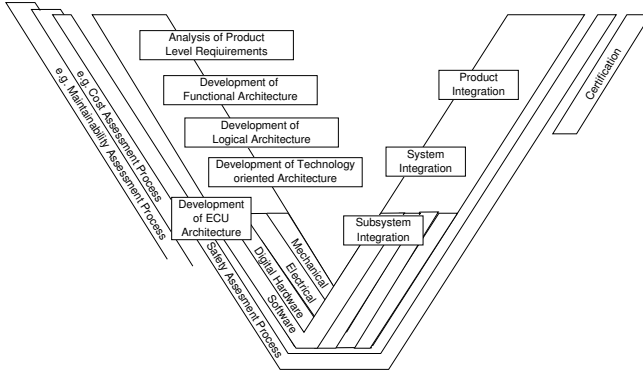 Analysis of Product
Level Reqiurements
Development of
Functional Architecture
Development of
Logical Architecture
Development of Technology
oriented Architecture
Development
of ECU
Architecture
Subsystem
Integration
System
Integration
Product
Integration
Certification
e.g. Cost Assessment Process
e.g. Maintainability Assessment Process
Safety Assessment Process
Software
Digital Hardware
Electrical
Mechanical